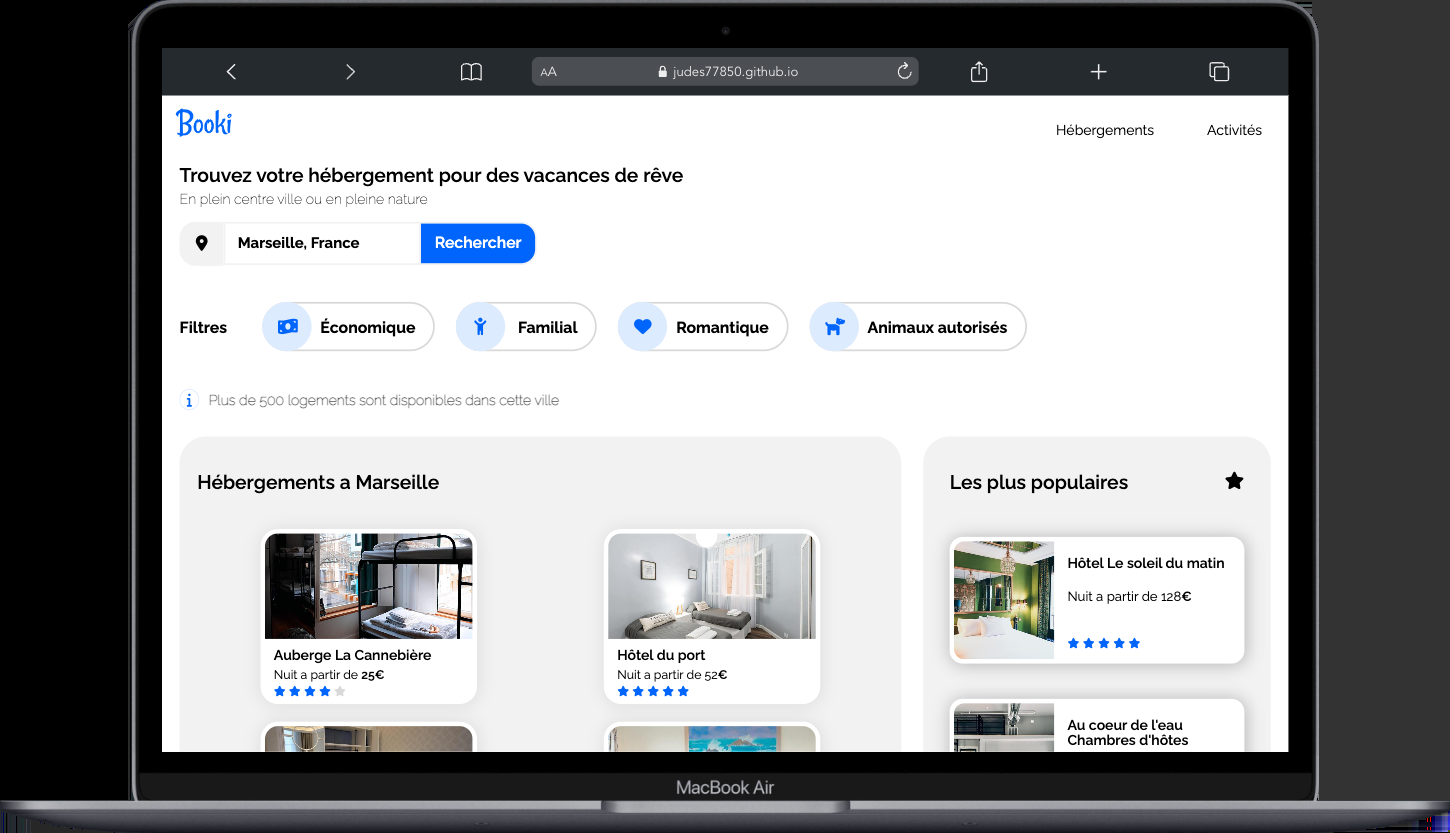 AA
judes77850.github.io
Booki
Hébergements
Activités
Trouvez votre hébergement pour des vacances de rêve
En plein centre ville ou en pleine nature
Marseille, France
Rechercher
Filtres
Économique
Familial
Romantique
Animaux autorisés
i Plus de 500 logements sont disponibles dans cette ville
Hébergements a Marseille
Auberge La Cannebière
Nuit a partir de 25€
Hôtel du port
Nuit a partir de 52€
Les plus populaires
Hôtel Le soleil du matin
Nuit a partir de 128€
Au coeur de l'eau
Chambres d'hôtes
MacBook Air